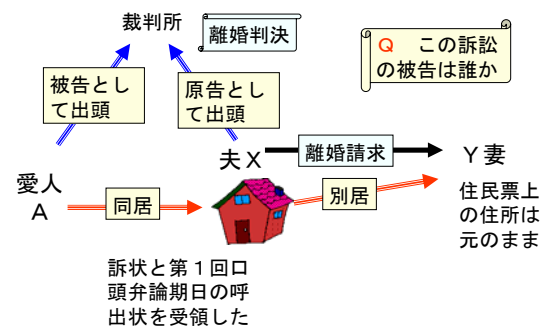 裁判所
離婚判決
Q この訴訟
の被告は誰か
被告とし
て出頭
原告とし
て出頭
夫X
離婚請求
Y妻
愛人
A
同居
別居
住民票上
の住所は
元のまま
訴状と第1回口
頭弁論期日の呼
出状を受領した